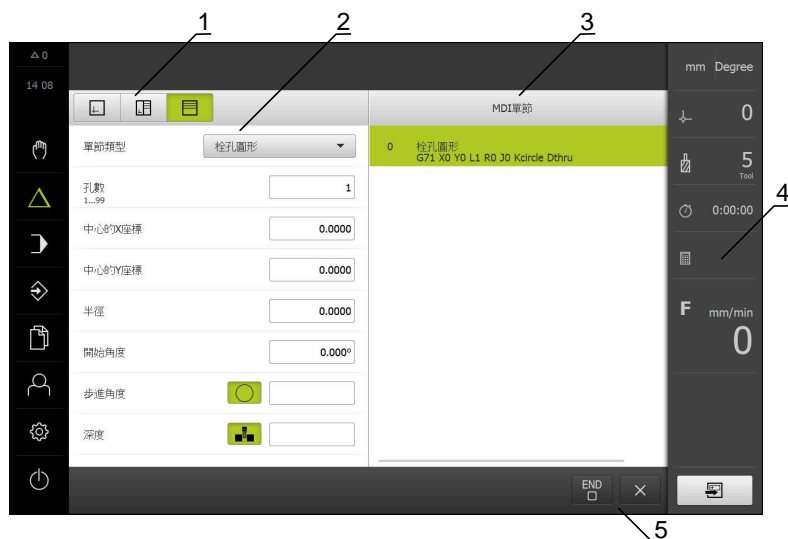 1 2 3
△ 0
14 08
mm Degree
MDI單節
0
單節類型 栓孔圓形
0 栓孔圓形
G71 X0 Y0 L1 R0 J0 Kcircle Dthru
5
Tool
孔數 1
1...99
4
0:00:00
中心的X座標 0.0000
中心的Y座標 0.0000
半徑 0.0000
F mm/min
0
開始角度 0.000°
步進角度
深度
END
5